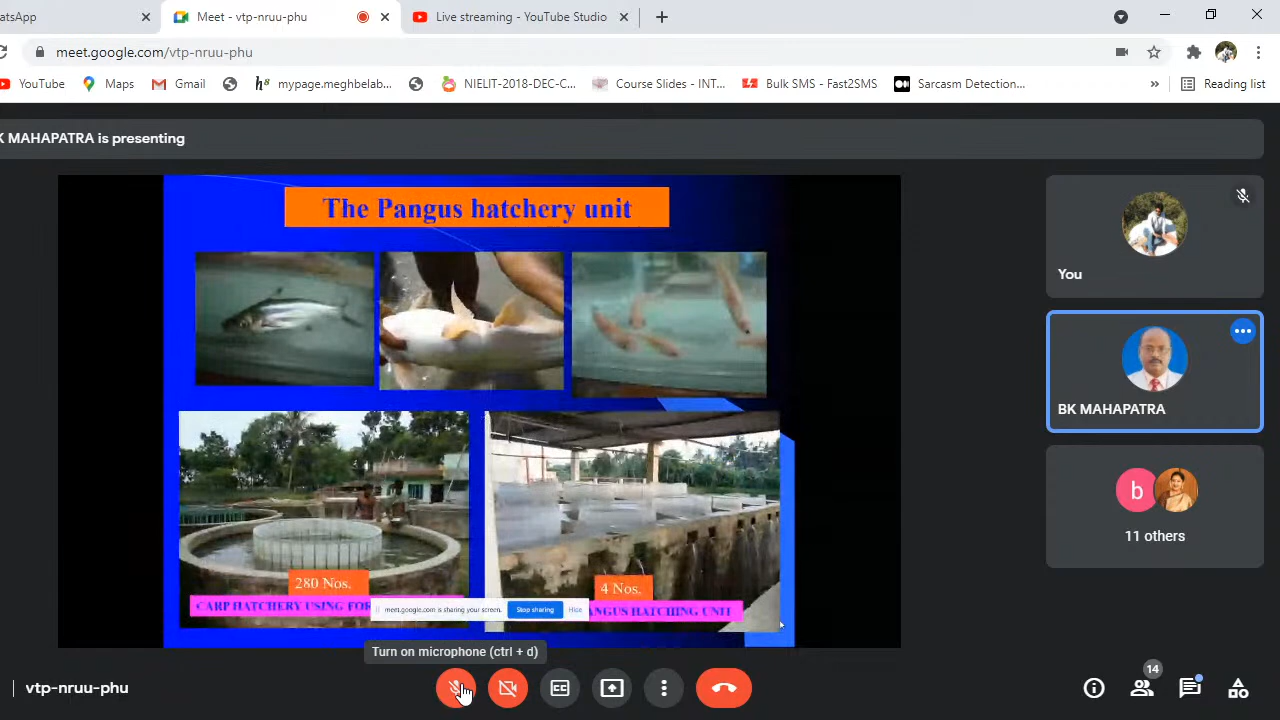 atsApp
Meet - vtp-nruu-phu
Live streaming - YouTube Studio
meet.google.com/vtp-nruu-phu
YouTube
Maps
Gmail
mypage.meghbelab...
NIELIT-2018-DEC-C...
Course Slides - INT...
Bulk SMS - Fast2SMS
Sarcasm Detection...
»
Reading list
K MAHAPATRA is presenting
The Pangus hatchery unit
You
BK MAHAPATRA
b
11 others
280 Nos.
4 Nos.
CARP HATCHERY USING FOR
meet.google.com is sharing your screen.
Stop sharing
Hide
ANGUS HATCHING UNIT
Turn on microphone (ctrl + d)
vtp-nruu-phu
CC
14